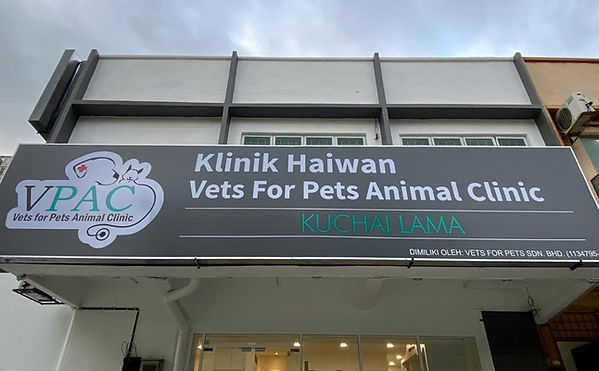 VPAC
Vets for Pets Animal Clinic
Klinik Haiwan
Vets For Pets Animal Clinic
KUCHAI LAMA
DIMILIKI OLEH: VETS FOR PETS SDN. BHD. (1134795-